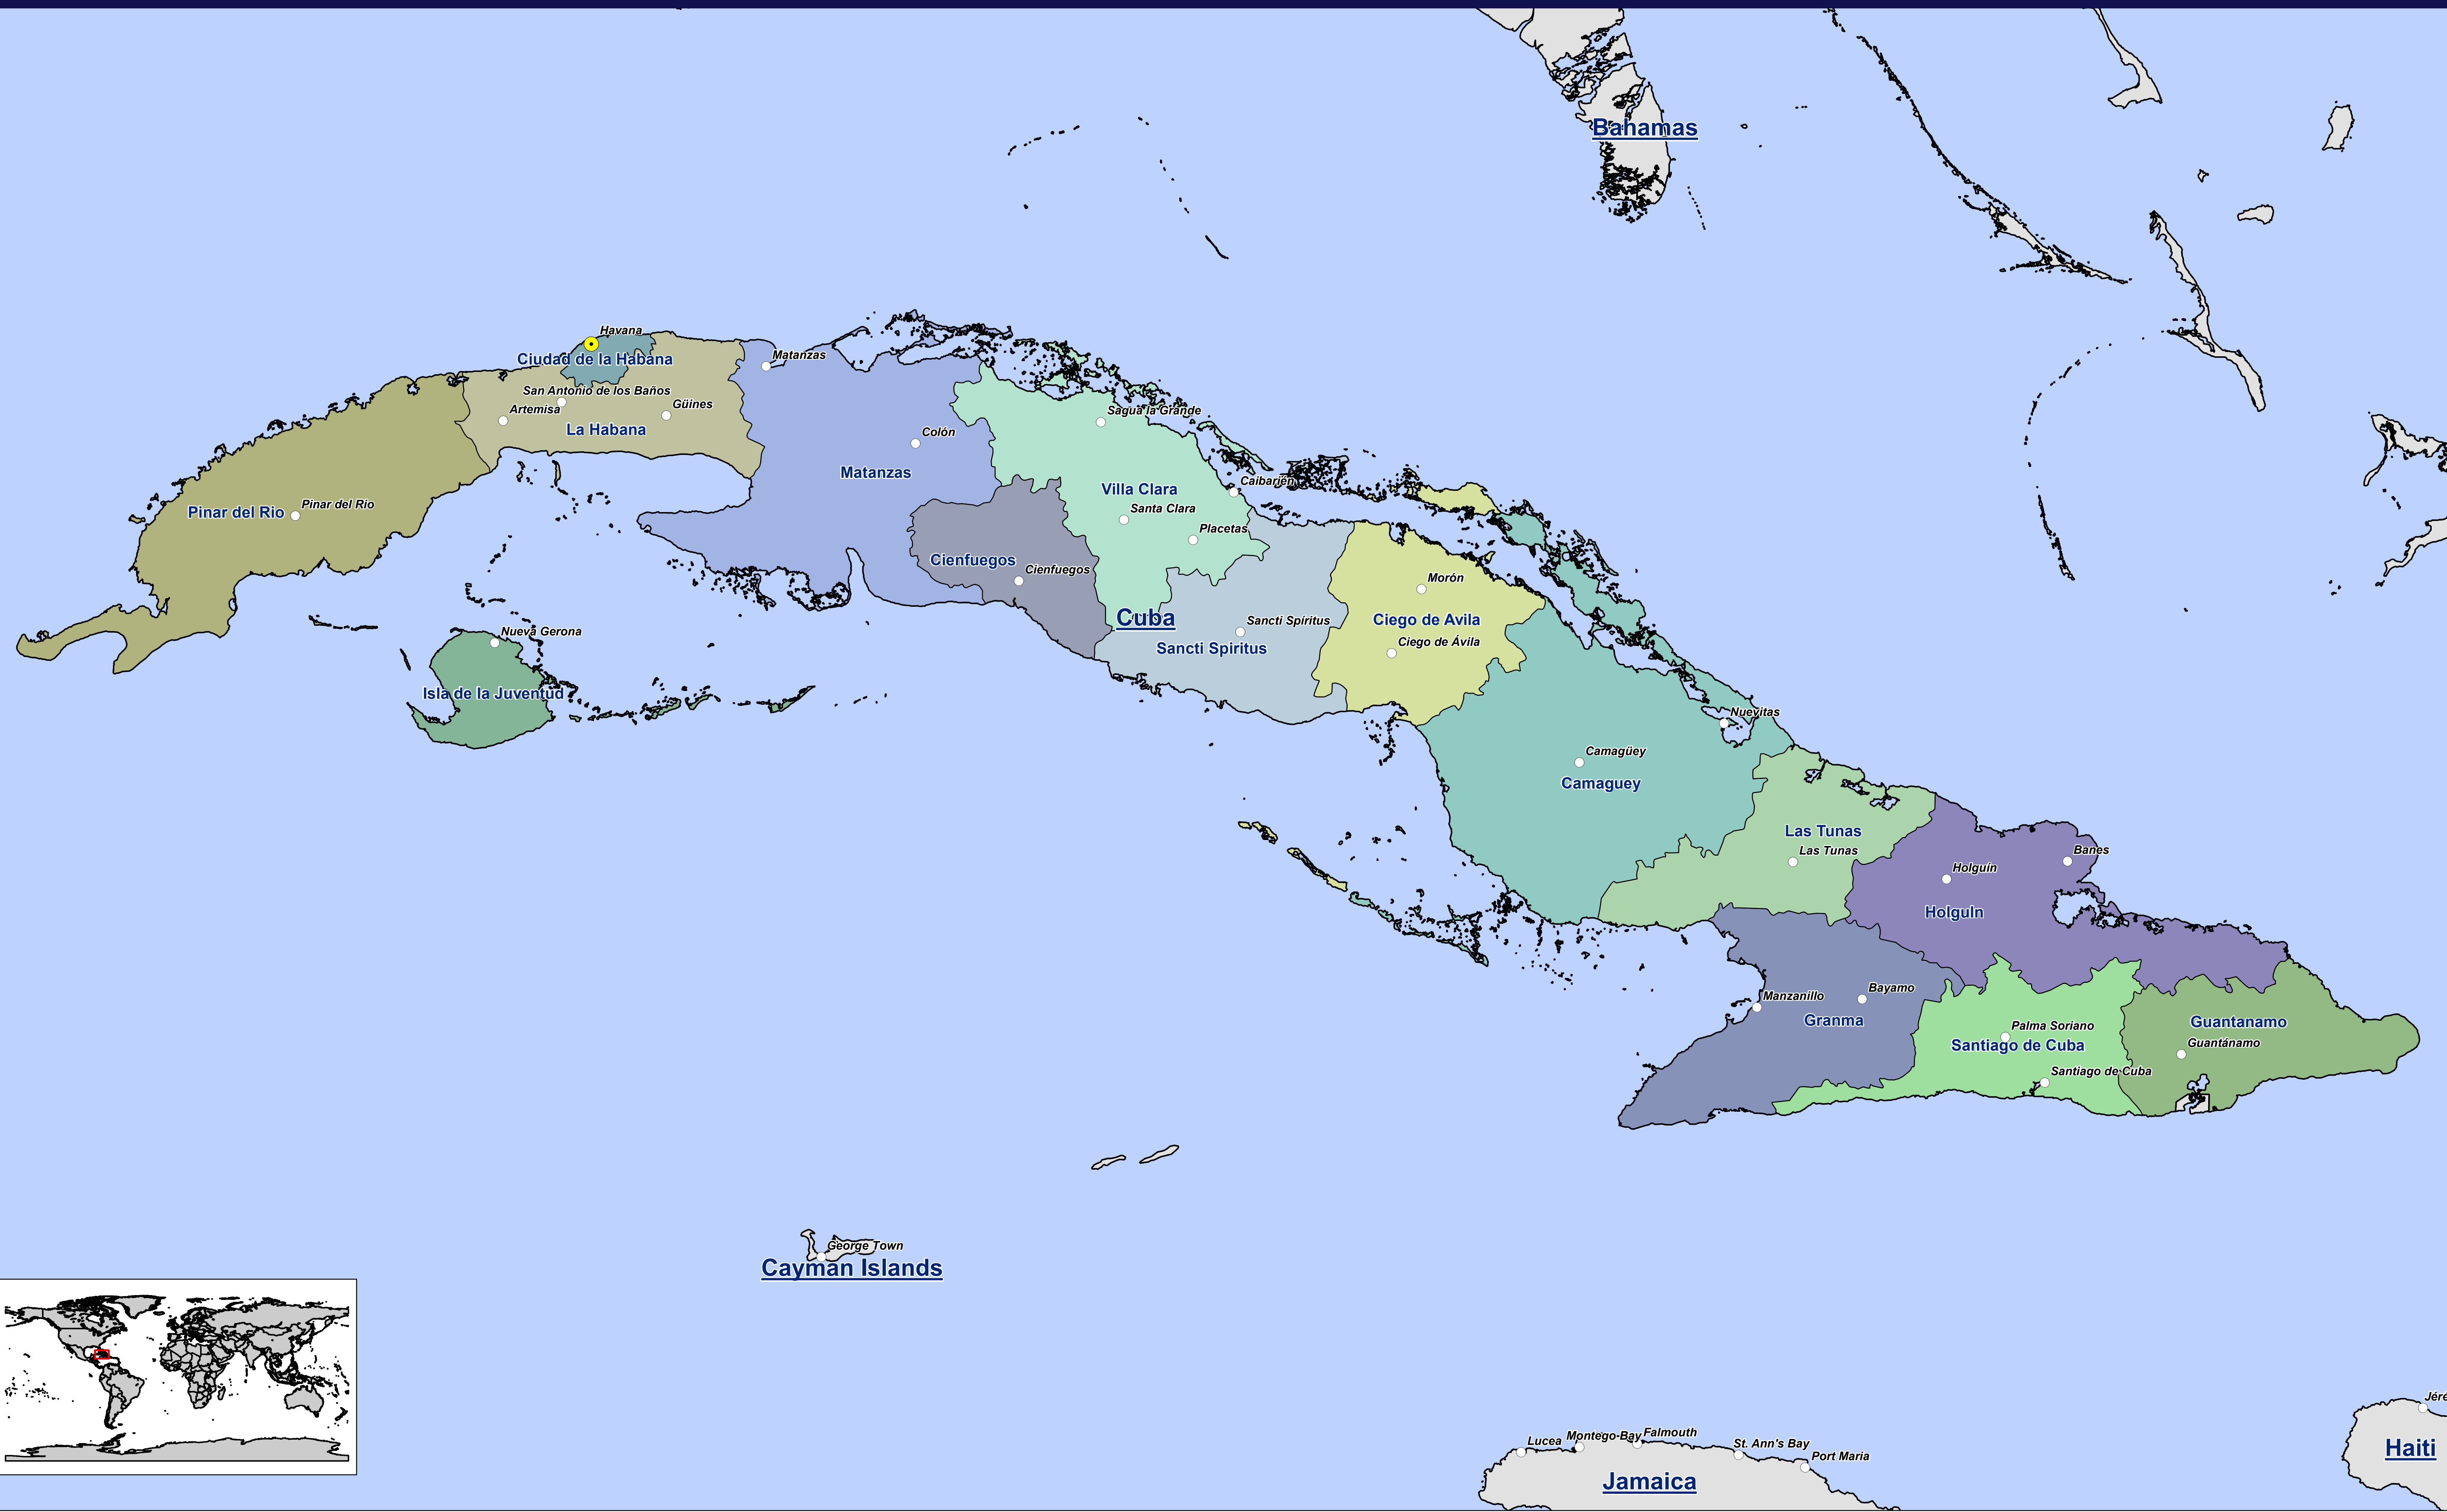 Bahamas
Havana
Ciudad de la Habana
Matanzas
San Antonio de los Baños
Artemisa
Güines
La Habana
Sagua la Grande
Colón
Matanzas
Caibarién
Villa Clara
Pinar del Rio
Pinar del Rio
Santa Clara
Placetas
Cienfuegos
Cienfuegos
Morón
Cuba
Ciego de Avila
Sancti Spíritus
Nueva Gerona
Ciego de Ávila
Sancti Spiritus
Isla de la Juventud
Nuevitas
Camagüey
Camaguey
Las Tunas
Las Tunas
Banes
Holguín
HolguIn
Bayamo
Manzanillo
Granma
Guantanamo
Palma Soriano
Santiago de Cuba
Guantánamo
Santiago de Cuba
George Town
Cayman Islands
Jéré
Lucea
Montego-Bay
Falmouth
St. Ann's Bay
Port Maria
Haiti
Jamaica